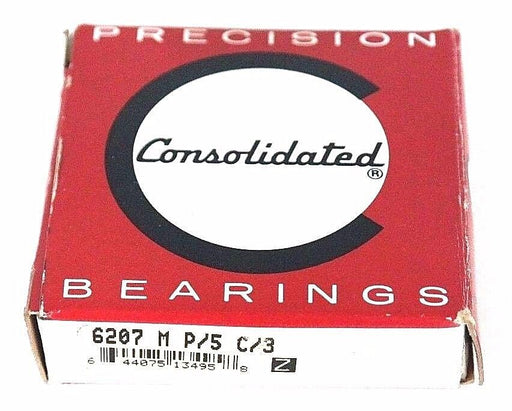 PRECISION
Consolidated®
BEARINGS
6207 M P/5 C/3
6 44075 13495 8 Z